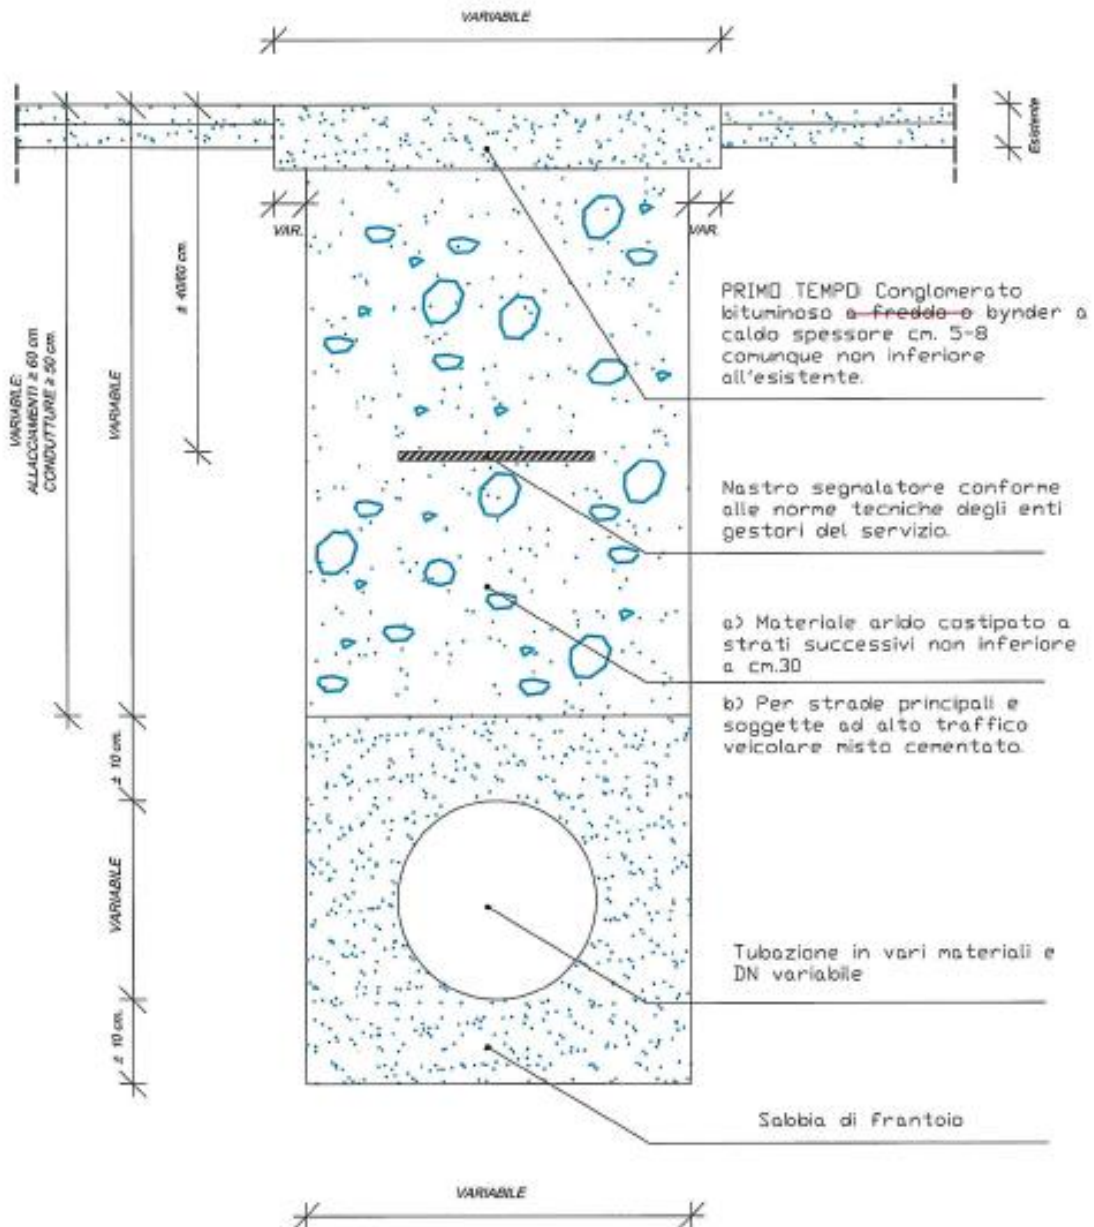 VARIABILE
Esistente
VAR.
VAR.
± 40/60 cm.
VARIABILE:
ALLACCIAMENTI ≥ 60 cm
CONDUTTURE ≥ 50 cm.
VARIABILE
PRIMO TEMPO: Conglomerato
bituminoso a freddo o bynder a
caldo spessore cm. 5-8
comunque non inferiore
all'esistente.
Nastro segnalatore conforme
alle norme tecniche degli enti
gestori del servizio.
a) Materiale arido costipato a
strati successivi non inferiore
a cm.30
b) Per strade principali e
soggette ad alto traffico
veicolare misto cementato.
± 10 cm.
VARIABILE
± 10 cm.
Tubazione in vari materiali e
DN variabile
Sabbia di frantoio
VARIABILE